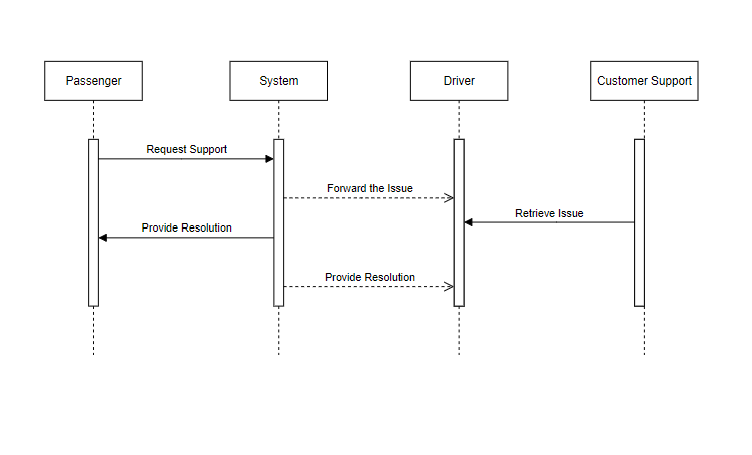 Passenger
System
Driver
Customer Support
Request Support
Forward the Issue
Retrieve Issue
Provide Resolution
Provide Resolution